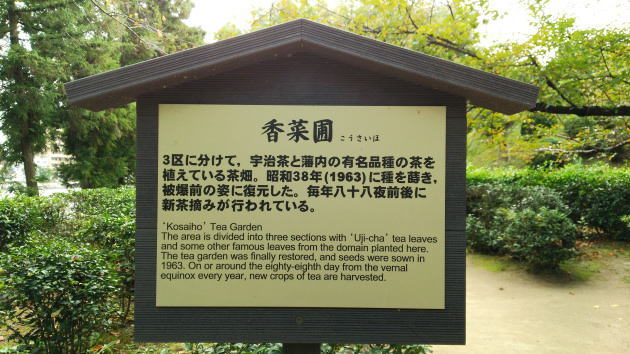 香菜圃 こうさいほ
3区に分けて，宇治茶と藩内の有名品種の茶を
植えている茶畑。昭和38年(1963)に種を蒔き，
被爆前の姿に復元した。毎年八十八夜前後に
新茶摘みが行われている。
‘Kosaiho’ Tea Garden
The area is divided into three sections with ‘Uji-cha’ tea leaves
and some other famous leaves from the domain planted here.
The tea garden was finally restored, and seeds were sown in
1963. On or around the eighty-eighth day from the vernal
equinox every year, new crops of tea are harvested.